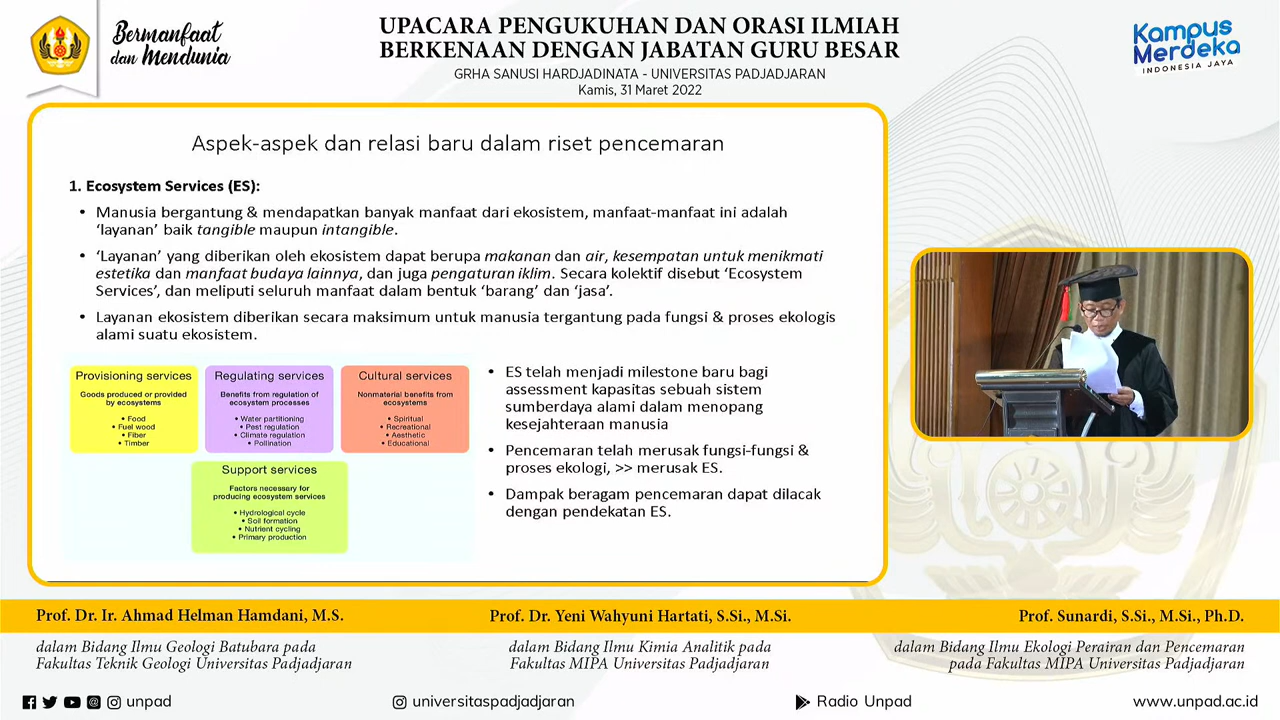 Bermanfaat
dan Mendunia
UPACARA PENGUKUHAN DAN ORASI ILMIAH
BERKENAAN DENGAN JABATAN GURU BESAR
GRHA SANUSI HARDJADINATA - UNIVERSITAS PADJADJARAN
Kamis, 31 Maret 2022
Kampus
Merdeka
INDONESIA JAYA
Aspek-aspek dan relasi baru dalam riset pencemaran
1. Ecosystem Services (ES):
• Manusia bergantung & mendapatkan banyak manfaat dari ekosistem, manfaat-manfaat ini adalah
‘layanan’ baik tangible maupun intangible.
• ‘Layanan’ yang diberikan oleh ekosistem dapat berupa makanan dan air, kesempatan untuk menikmati
estetika dan manfaat budaya lainnya, dan juga pengaturan iklim. Secara kolektif disebut ‘Ecosystem
Services’, dan meliputi seluruh manfaat dalam bentuk ‘barang’ dan ‘jasa’.
• Layanan ekosistem diberikan secara maksimum untuk manusia tergantung pada fungsi & proses ekologis
alami suatu ekosistem.
Provisioning services
Goods produced or provided
by ecosystems
• Food
• Fuel wood
• Fiber
• Timber
Regulating services
Benefits from regulation of
ecosystem processes
• Water partitioning
• Pest regulation
• Climate regulation
• Pollination
Cultural services
Nonmaterial benefits from
ecosystems
• Spiritual
• Recreational
• Aesthetic
• Educational
Support services
Factors necessary for
producing ecosystem services
• Hydrological cycle
• Soil formation
• Nutrient cycling
• Primary production
• ES telah menjadi milestone baru bagi
assessment kapasitas sebuah sistem
sumberdaya alami dalam menopang
kesejahteraan manusia
• Pencemaran telah merusak fungsi-fungsi &
proses ekologi, >> merusak ES.
• Dampak beragam pencemaran dapat dilacak
dengan pendekatan ES.
Prof. Dr. Ir. Ahmad Helman Hamdani, M.S.
dalam Bidang Ilmu Geologi Batubara pada
Fakultas Teknik Geologi Universitas Padjadjaran
Prof. Dr. Yeni Wahyuni Hartati, S.Si., M.Si.
dalam Bidang Ilmu Kimia Analitik pada
Fakultas MIPA Universitas Padjadjaran
Prof. Sunardi, S.Si., M.Si., Ph.D.
dalam Bidang Ilmu Ekologi Perairan dan Pencemaran
pada Fakultas MIPA Universitas Padjadjaran
unpad
universitaspadjadjaran
Radio Unpad
www.unpad.ac.id